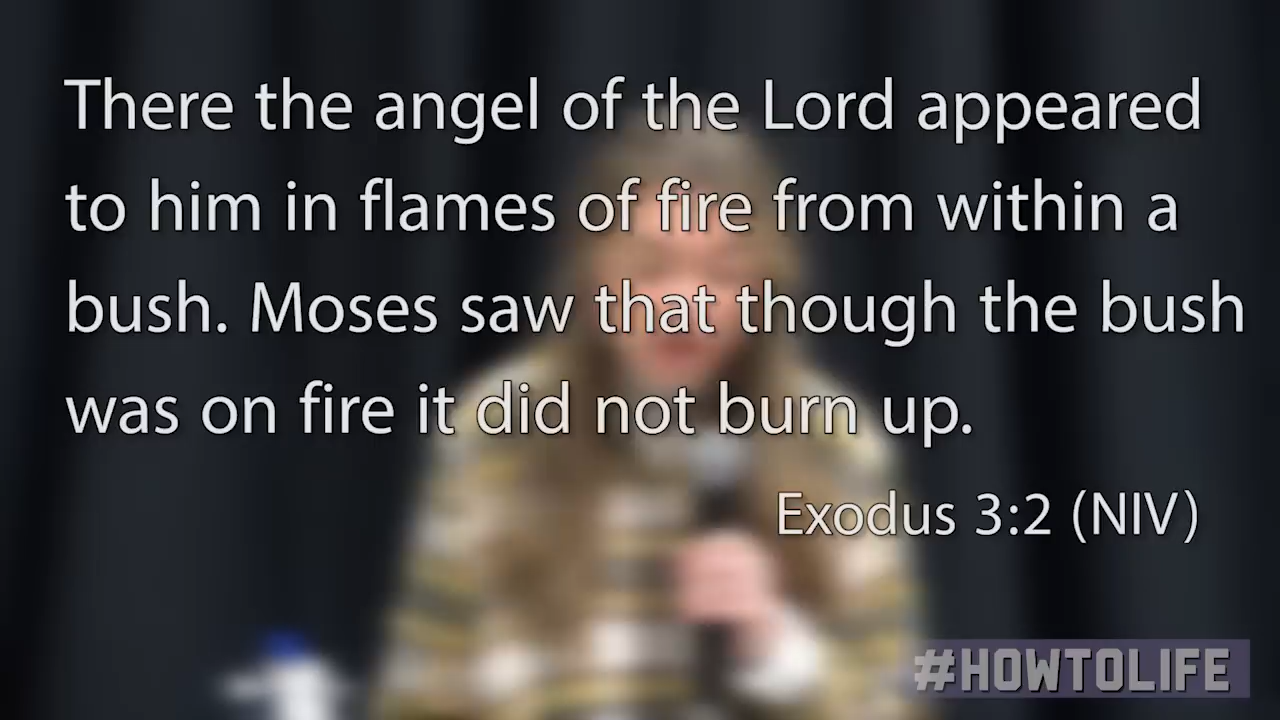 There the angel of the Lord appeared
to him in flames of fire from within a
bush. Moses saw that though the bush
was on fire it did not burn up.
Exodus 3:2 (NIV)
#HOWTOLIFE